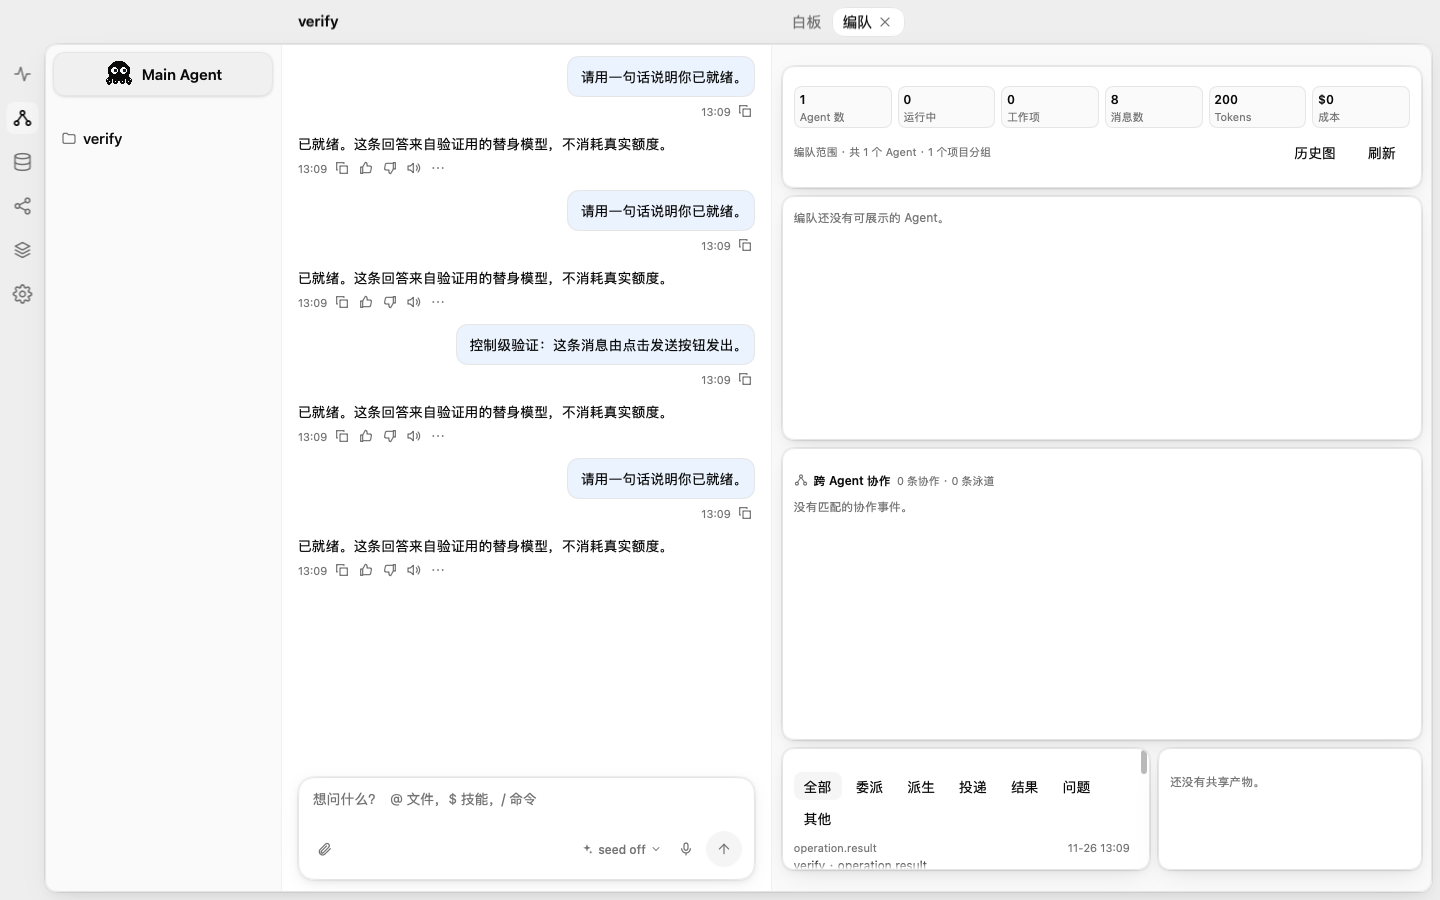 verify
白板
编队
Main Agent
verify
请用一句话说明你已就绪。
13:09
已就绪。这条回答来自验证用的替身模型，不消耗真实额度。
13:09
请用一句话说明你已就绪。
13:09
已就绪。这条回答来自验证用的替身模型，不消耗真实额度。
13:09
控制级验证：这条消息由点击发送按钮发出。
13:09
已就绪。这条回答来自验证用的替身模型，不消耗真实额度。
13:09
请用一句话说明你已就绪。
13:09
已就绪。这条回答来自验证用的替身模型，不消耗真实额度。
13:09
想问什么？ @ 文件，$ 技能，/ 命令
seed off
1
Agent 数
0
运行中
0
工作项
8
消息数
200
Tokens
$0
成本
编队范围 · 共 1 个 Agent · 1 个项目分组
历史图
刷新
编队还没有可展示的 Agent。
跨 Agent 协作 0 条协作 · 0 条泳道
没有匹配的协作事件。
全部 委派 派生 投递 结果 问题
其他
operation.result 11-26 13:09
verify · operation.result
还没有共享产物。